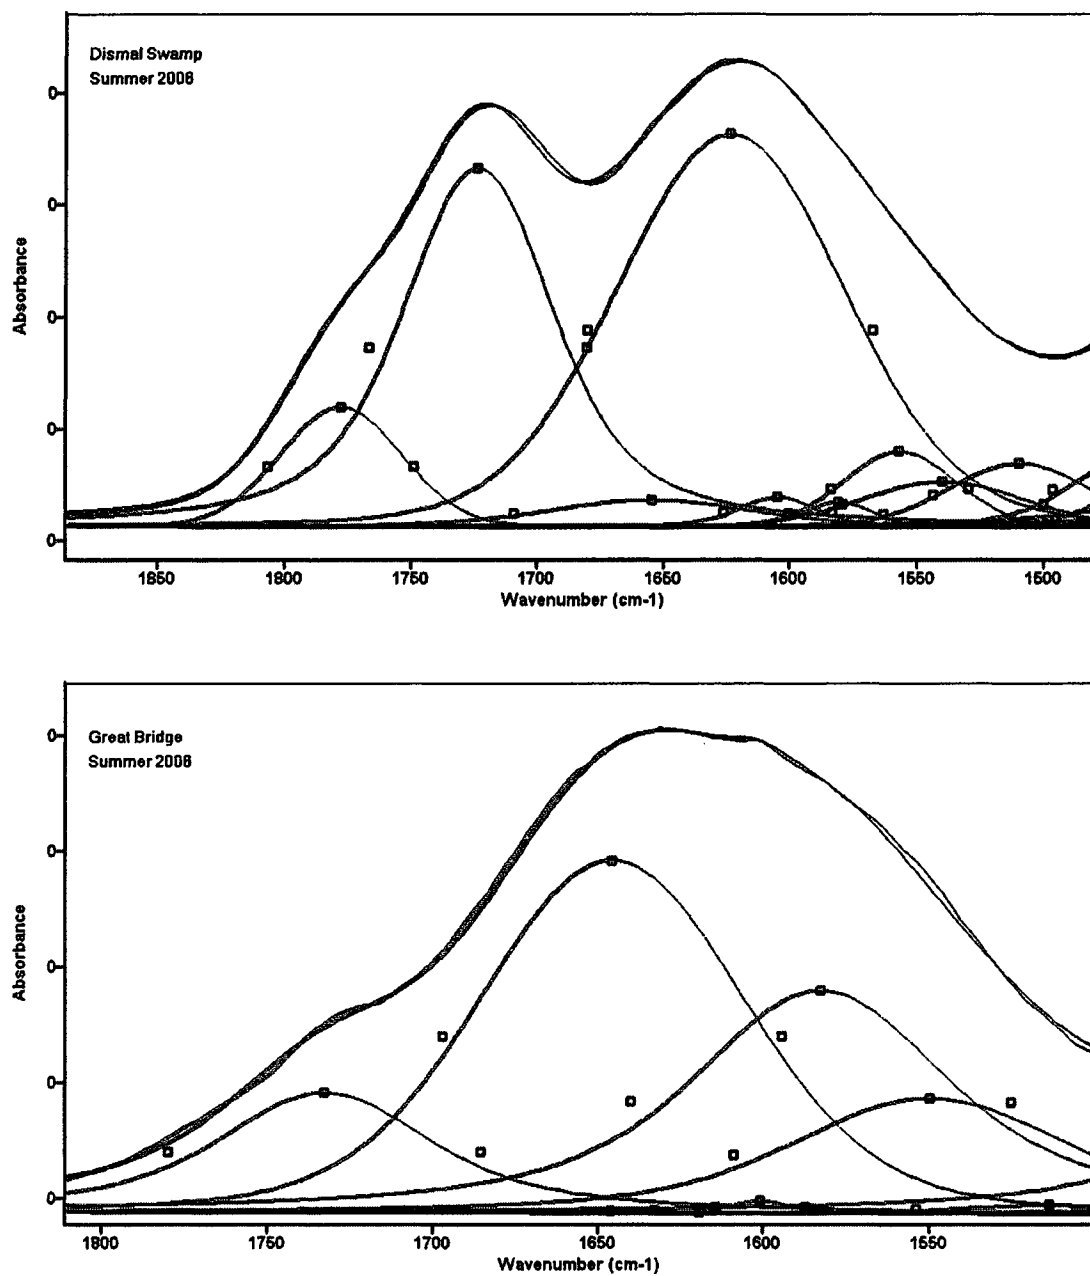 Dismal Swamp
Summer 2006
0
0
0
0
0
Absorbance
1850 1800 1750 1700 1650 1600 1550 1500
Wavenumber (cm-1)
Great Bridge
Summer 2006
0
0
0
0
0
Absorbance
1800 1750 1700 1650 1600 1550
Wavenumber (cm-1)